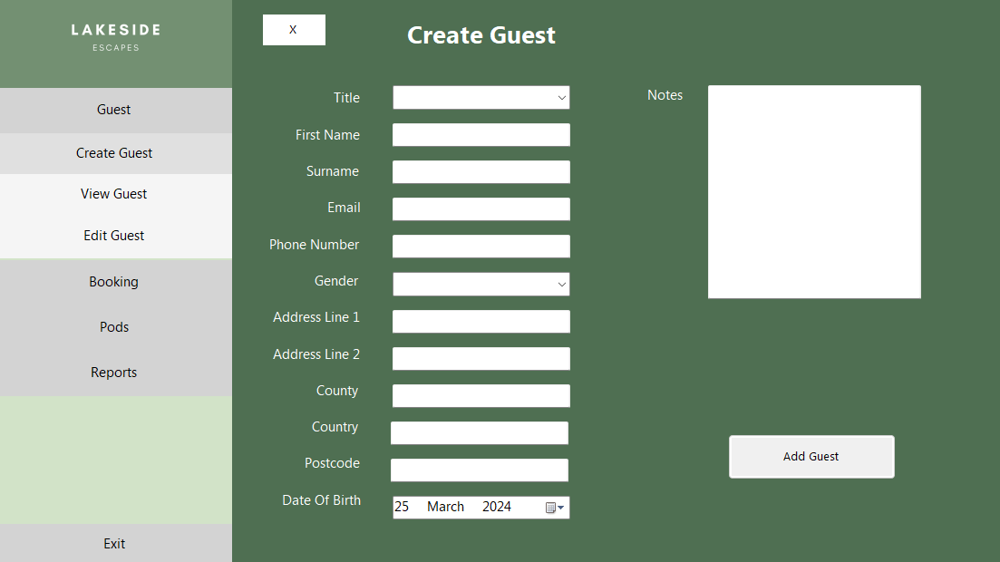 LAKESIDE
ESCAPES
Guest
Create Guest
View Guest
Edit Guest
Booking
Pods
Reports
Exit
X
Create Guest
Title
First Name
Surname
Email
Phone Number
Gender
Address Line 1
Address Line 2
County
Country
Postcode
Date Of Birth
25 March 2024
Notes
Add Guest